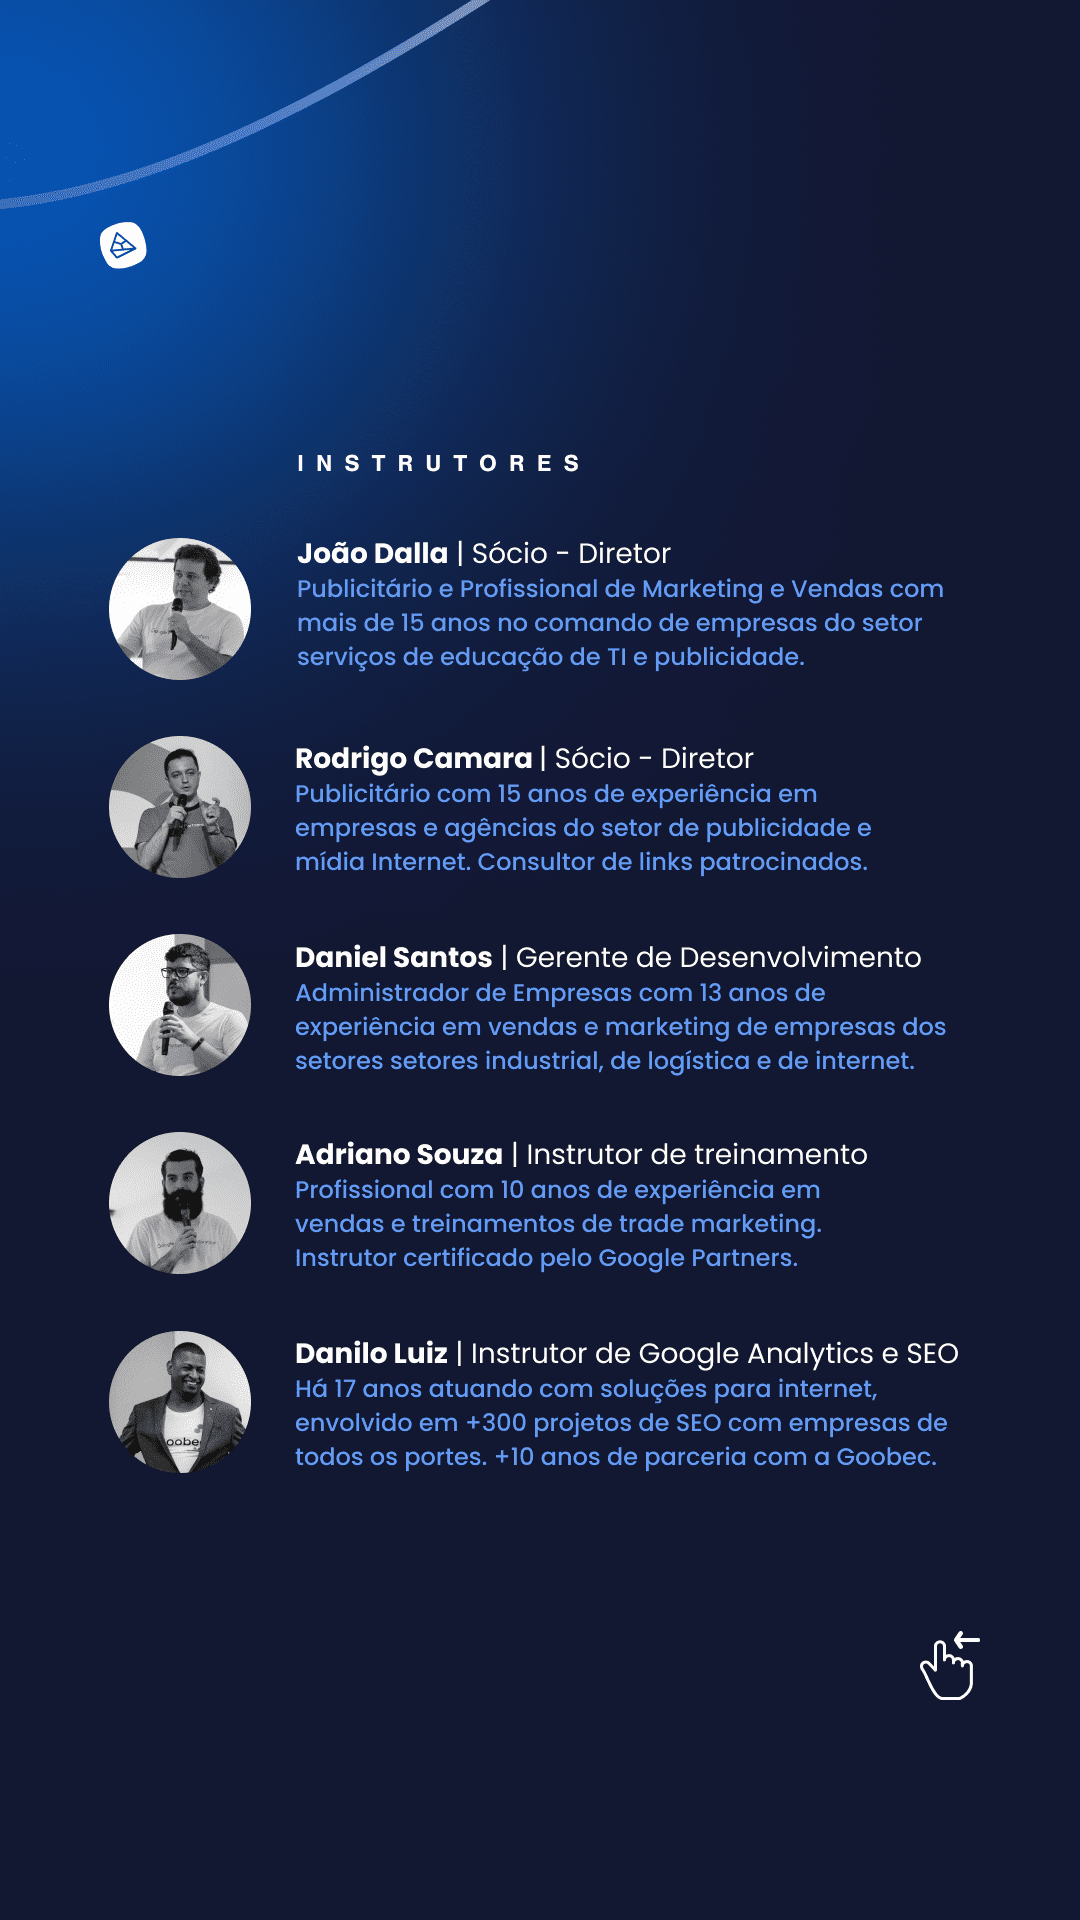 INSTRUTORES
João Dalla | Sócio - Diretor
Publicitário e Profissional de Marketing e Vendas com
mais de 15 anos no comando de empresas do setor
serviços de educação de TI e publicidade.
Rodrigo Camara | Sócio - Diretor
Publicitário com 15 anos de experiência em
empresas e agências do setor de publicidade e
mídia Internet. Consultor de links patrocinados.
Daniel Santos | Gerente de Desenvolvimento
Administrador de Empresas com 13 anos de
experiência em vendas e marketing de empresas dos
setores setores industrial, de logística e de internet.
Adriano Souza | Instrutor de treinamento
Profissional com 10 anos de experiência em
vendas e treinamentos de trade marketing.
Instrutor certificado pelo Google Partners.
Danilo Luiz | Instrutor de Google Analytics e SEO
Há 17 anos atuando com soluções para internet,
envolvido em +300 projetos de SEO com empresas de
todos os portes. +10 anos de parceria com a Goobec.